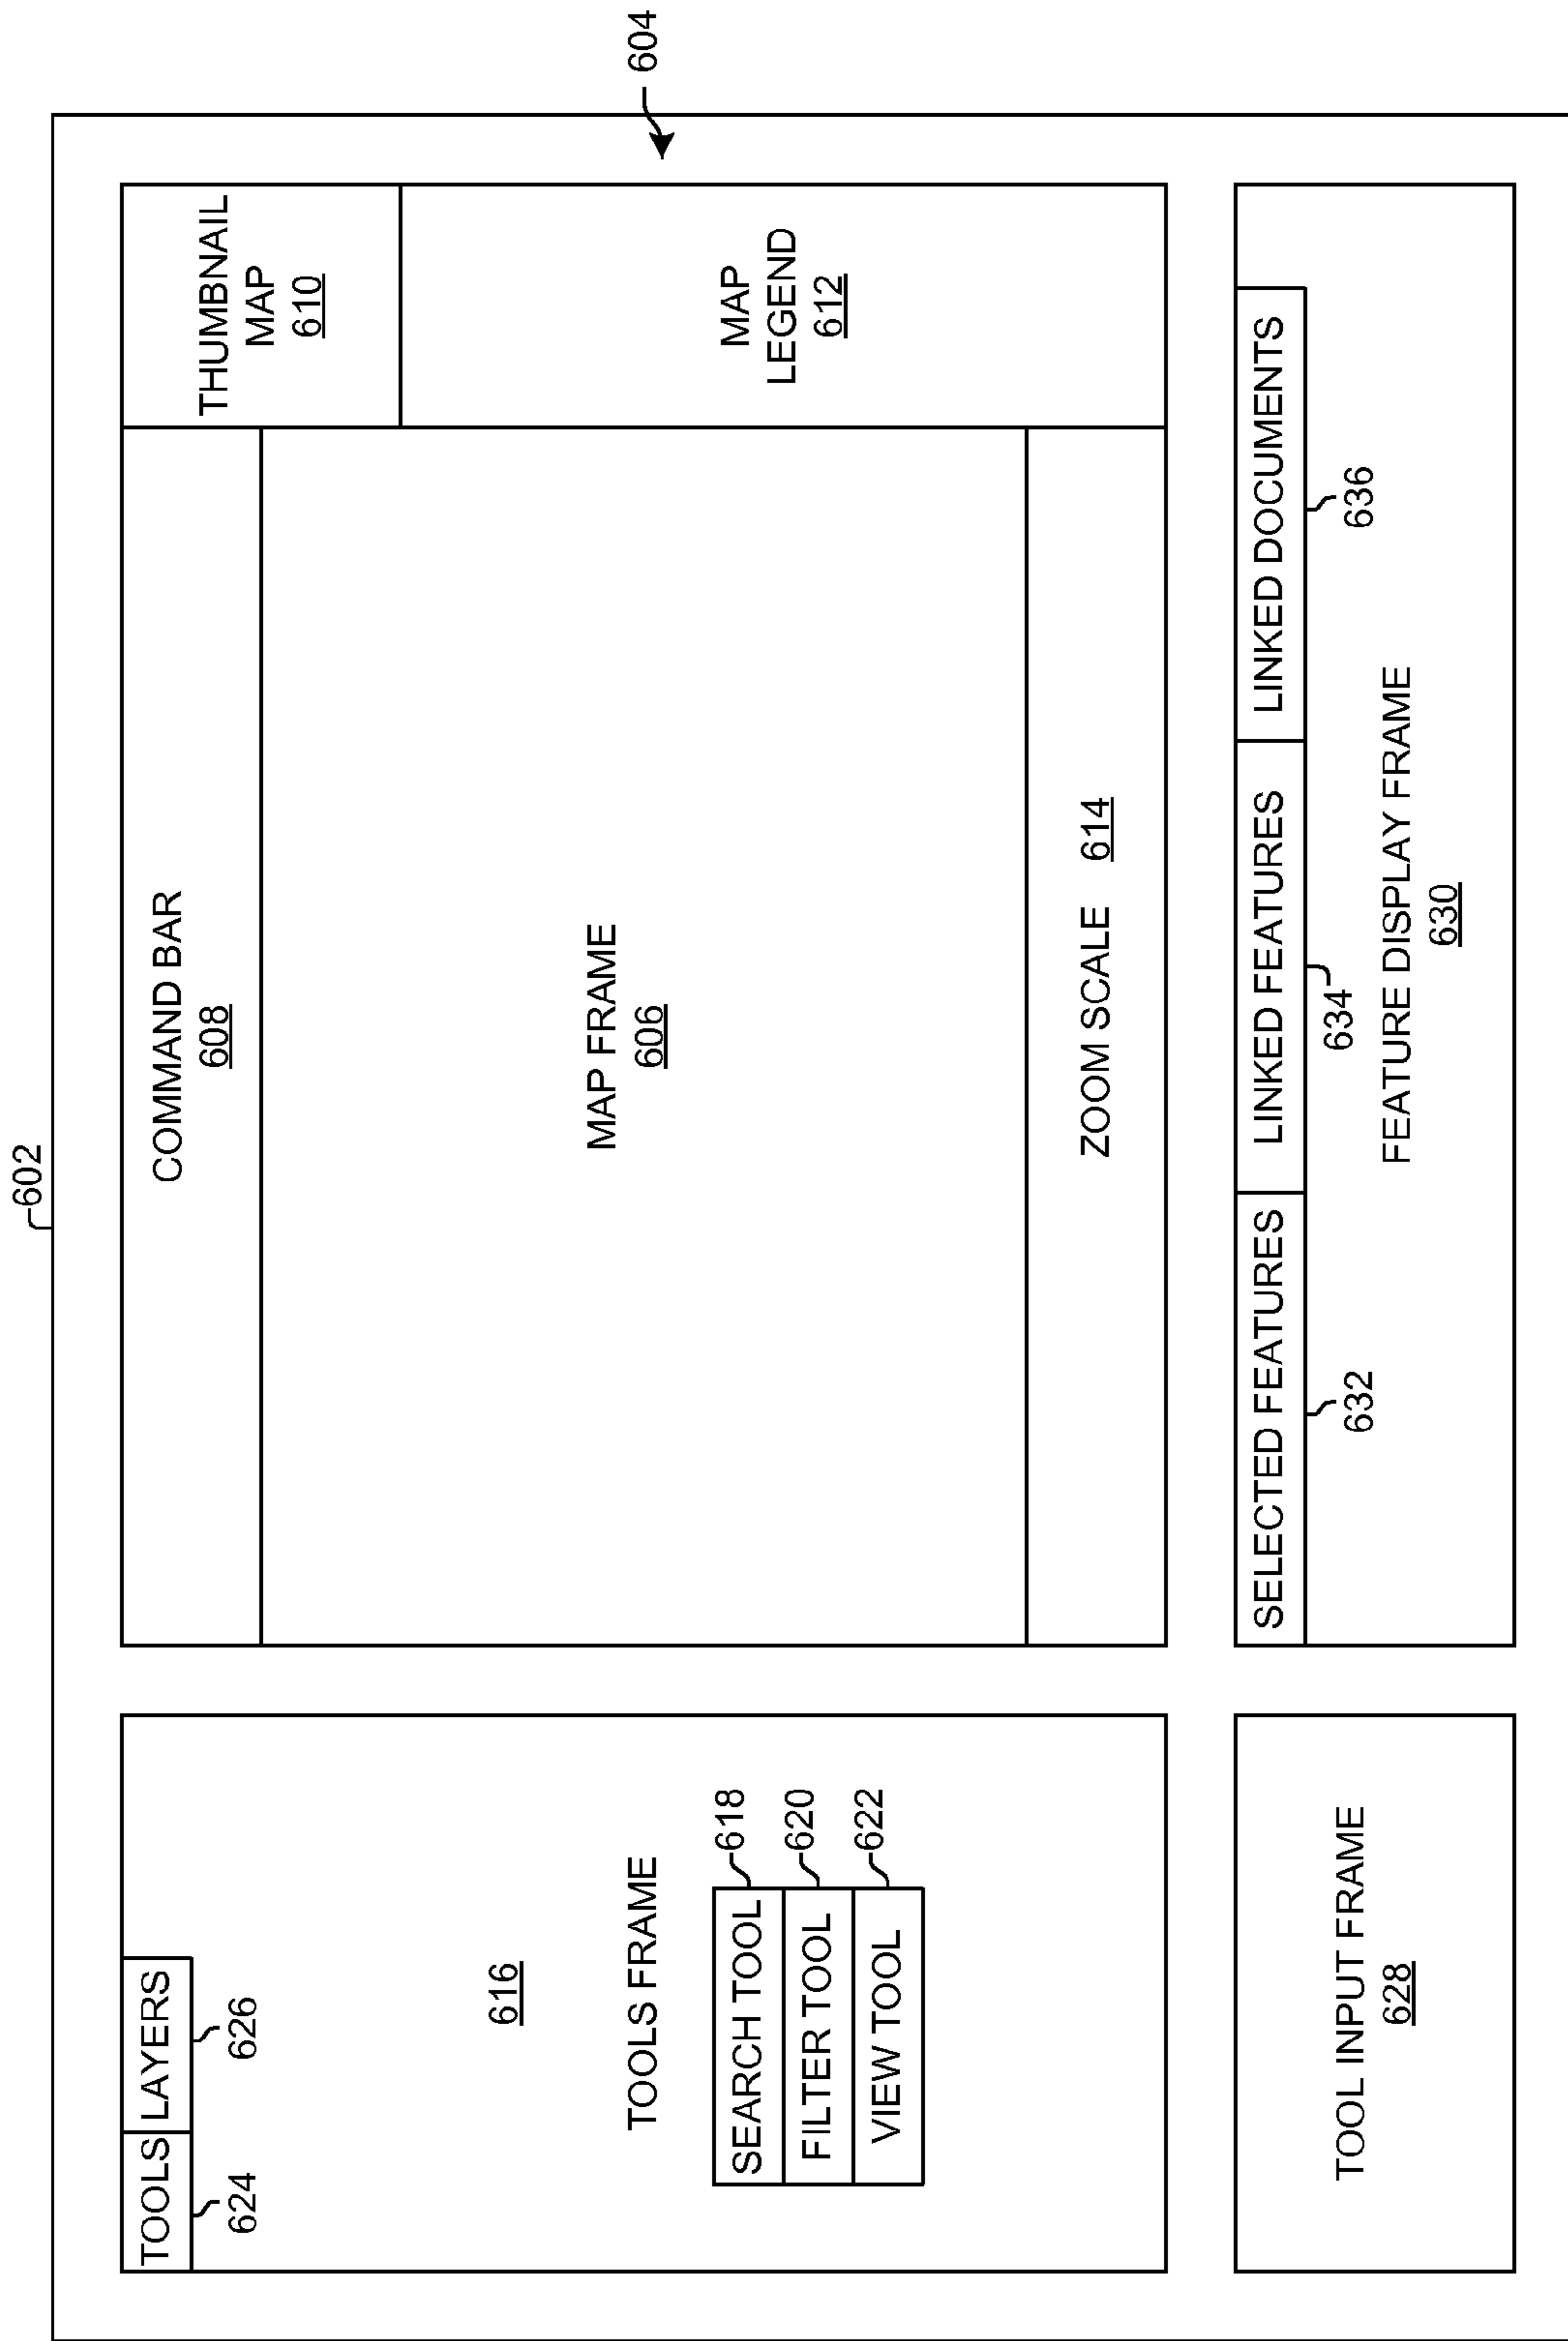 602
604
TOOLS
LAYERS
624
626
616
TOOLS FRAME
SEARCH TOOL
618
FILTER TOOL
620
VIEW TOOL
622
COMMAND BAR
608
THUMBNAIL
MAP
610
MAP FRAME
606
MAP
LEGEND
612
ZOOM SCALE 614
TOOL INPUT FRAME
628
SELECTED FEATURES
LINKED FEATURES
LINKED DOCUMENTS
632
634
636
FEATURE DISPLAY FRAME
630